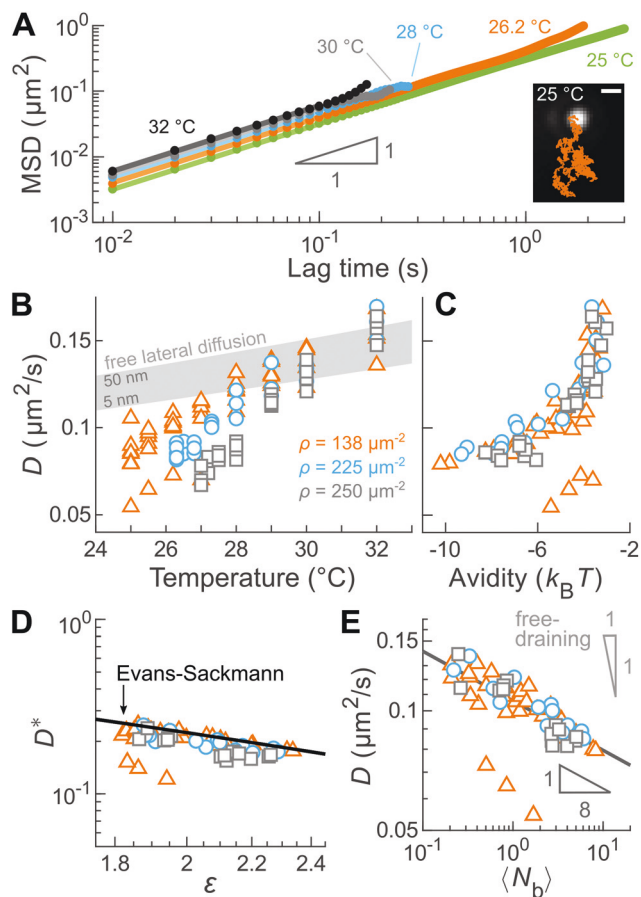 A
MSD (μm²)
10⁰
10⁻¹
10⁻²
10⁻³
30 °C
28 °C
26.2 °C
25 °C
32 °C
1
1
25 °C
10⁻²
10⁻¹
10⁰
Lag time (s)
B
D (μm²/s)
0.15
0.1
0.05
free lateral diffusion
50 nm
5 nm
ρ = 138 μm⁻²
ρ = 225 μm⁻²
ρ = 250 μm⁻²
24 26 28 30 32
Temperature (°C)
C
-10 -6 -2
Avidity (k_BT)
D
D*
10⁰
10⁻¹
Evans-Sackmann
1.8 2 2.2 2.4
ε
E
D (μm²/s)
0.15
0.1
0.05
free-
draining
1
1
1
8
10⁻¹ 10⁰ 10¹
⟨N_b⟩